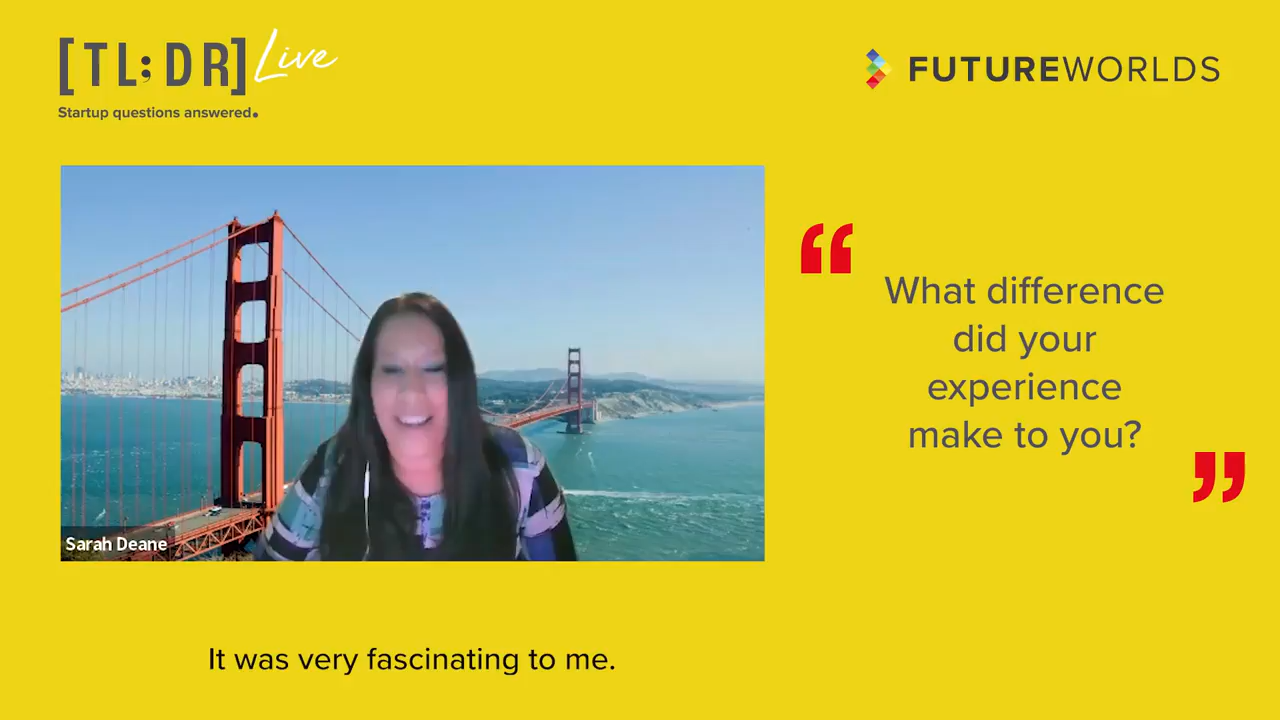 [TL;DR] Live
Startup questions answered.
FUTUREWORLDS
“
What difference
did your
experience
make to you?
”
Sarah Deane
It was very fascinating to me.